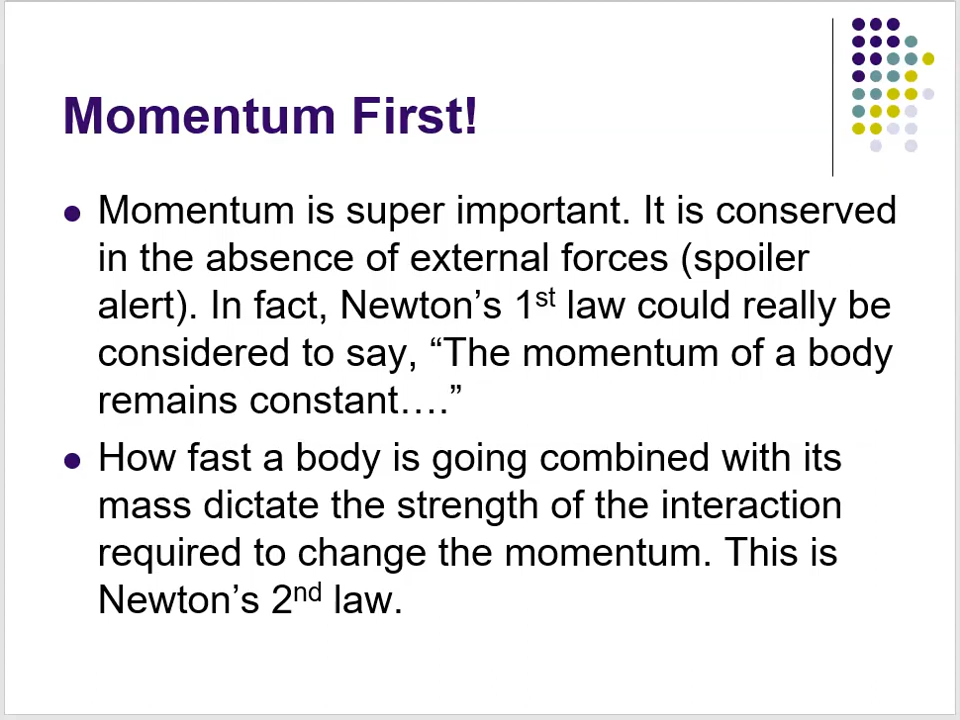 Momentum First!
Momentum is super important. It is conserved
in the absence of external forces (spoiler
alert). In fact, Newton’s 1st law could really be
considered to say, “The momentum of a body
remains constant….”
How fast a body is going combined with its
mass dictate the strength of the interaction
required to change the momentum. This is
Newton’s 2nd law.